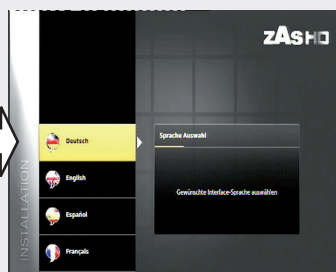 zAsHD
INSTALLATION
Deutsch
English
Español
Français
Sprache Auswahl
Gewünschte Interface-Sprache auswählen